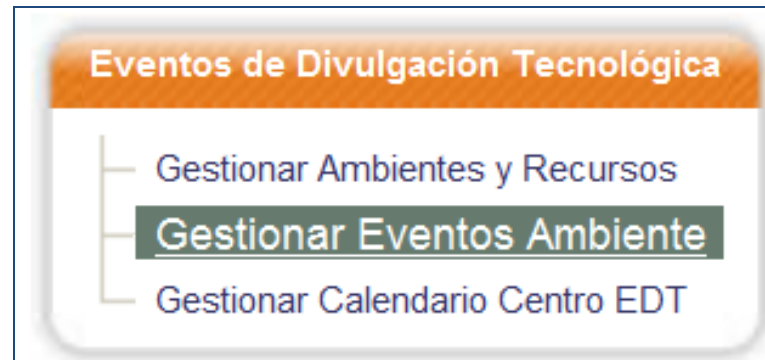 Eventos de Divulgación Tecnológica
Gestionar Ambientes y Recursos
Gestionar Eventos Ambiente
Gestionar Calendario Centro EDT